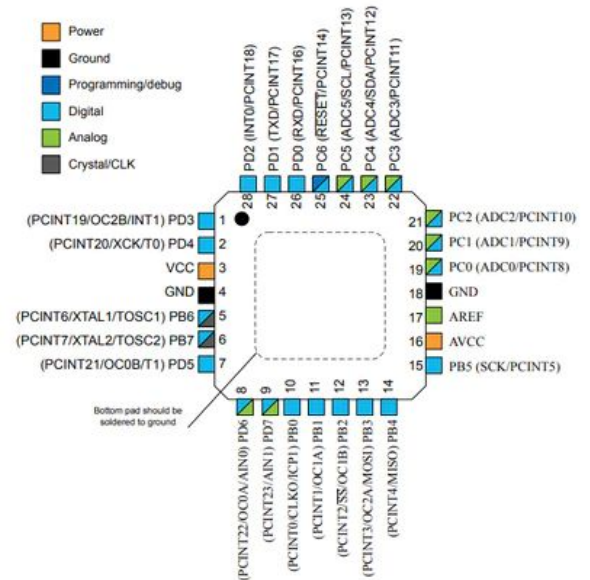 Power
Ground
Programming/debug
Digital
Analog
Crystal/CLK
PD2 (INT0/PCINT18)
PD1 (TXD/PCINT17)
PD0 (RXD/PCINT16)
PC6 (RESET/PCINT14)
PC5 (ADC5/SCL/PCINT13)
PC4 (ADC4/SDA/PCINT12)
PC3 (ADC3/PCINT11)
28
27
26
25
24
23
22
(PCINT19/OC2B/INT1) PD3 1
(PCINT20/XCK/T0) PD4 2
VCC 3
GND 4
(PCINT6/XTAL1/TOSC1) PB6 5
(PCINT7/XTAL2/TOSC2) PB7 6
(PCINT21/OC0B/T1) PD5 7
21 PC2 (ADC2/PCINT10)
20 PC1 (ADC1/PCINT9)
19 PC0 (ADC0/PCINT8)
18 GND
17 AREF
16 AVCC
15 PB5 (SCK/PCINT5)
Bottom pad should be
soldered to ground
8
9
10
11
12
13
14
(PCINT22/OC0A/AIN0) PD6
(PCINT23/AIN1) PD7
(PCINT0/CLKO/ICP1) PB0
(PCINT1/OC1A) PB1
(PCINT2/SS/OC1B) PB2
(PCINT3/OC2A/MOSI) PB3
(PCINT4/MISO) PB4